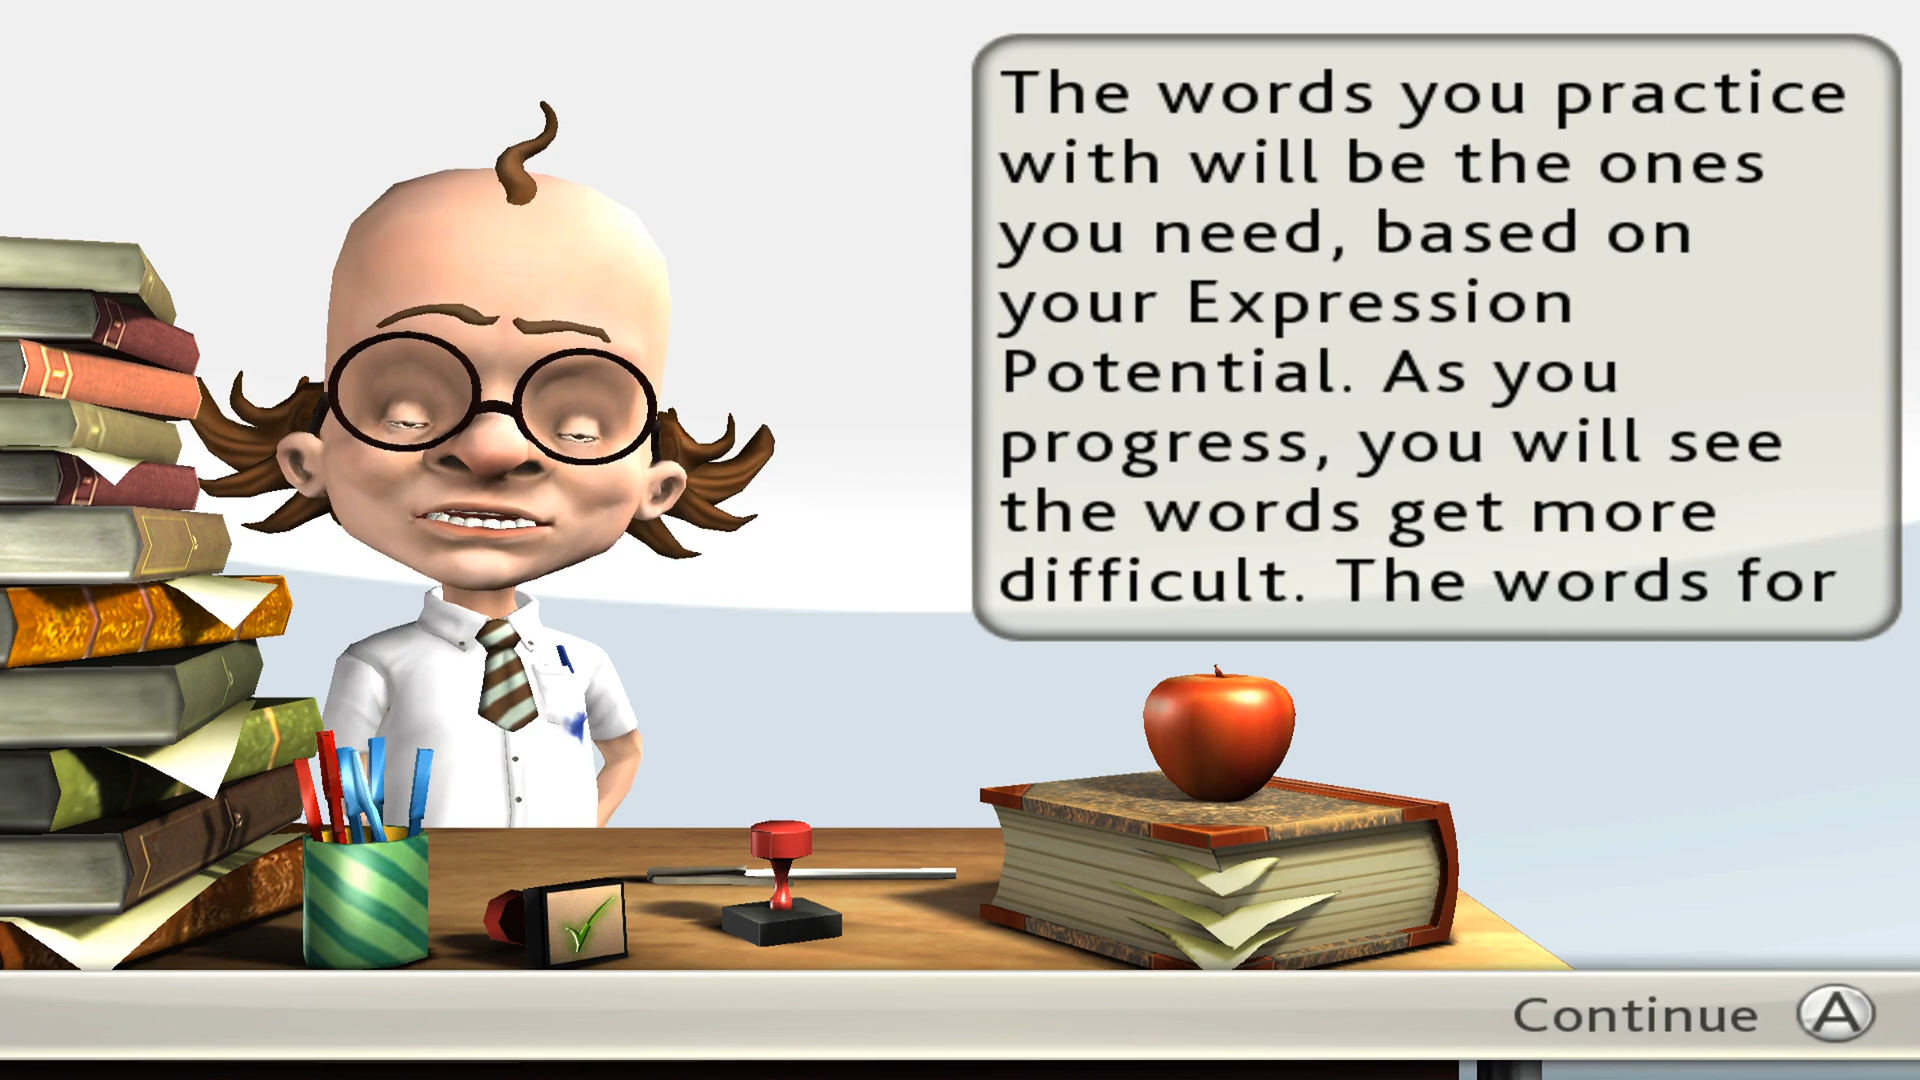 The words you practice
with will be the ones
you need, based on
your Expression
Potential. As you
progress, you will see
the words get more
difficult. The words for
Continue A